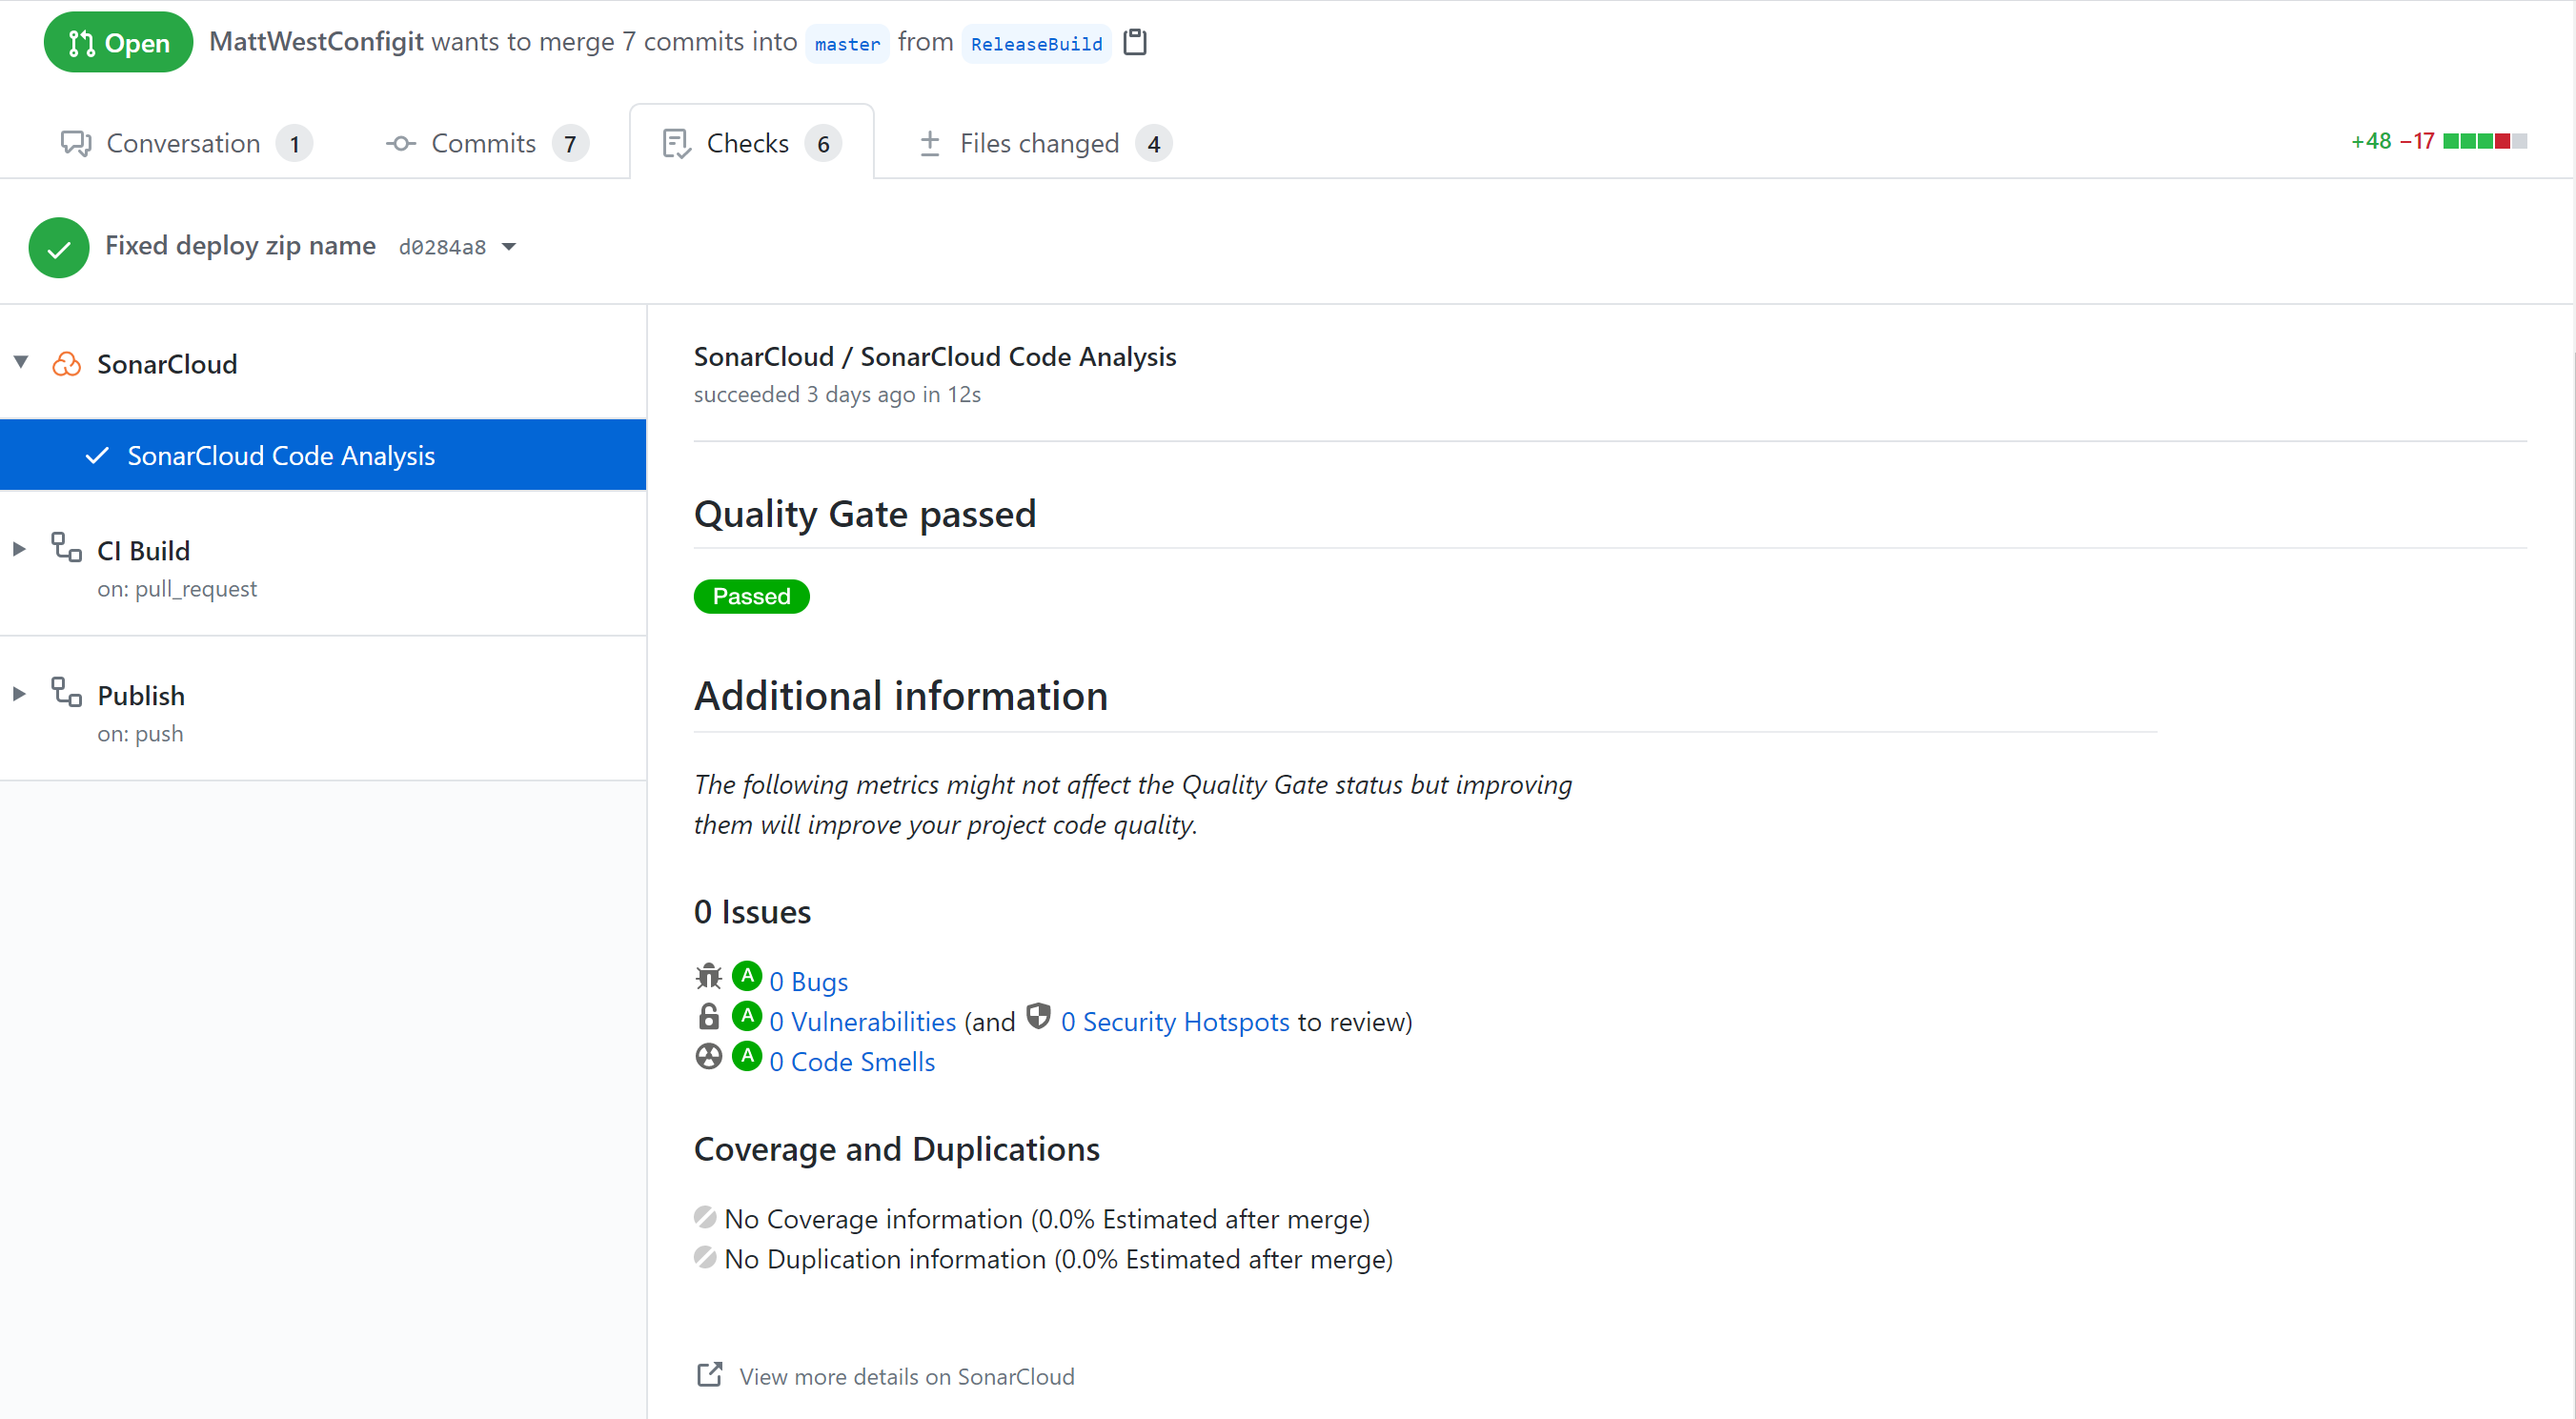 Open MattWestConfigit wants to merge 7 commits into master from ReleaseBuild
Conversation 1 Commits 7 Checks 6 Files changed 4 +48 −17
Fixed deploy zip name d0284a8
SonarCloud
SonarCloud Code Analysis
CI Build
on: pull_request
Publish
on: push
SonarCloud / SonarCloud Code Analysis
succeeded 3 days ago in 12s
Quality Gate passed
Passed
Additional information
The following metrics might not affect the Quality Gate status but improving
them will improve your project code quality.
0 Issues
A 0 Bugs
A 0 Vulnerabilities (and 0 Security Hotspots to review)
A 0 Code Smells
Coverage and Duplications
No Coverage information (0.0% Estimated after merge)
No Duplication information (0.0% Estimated after merge)
View more details on SonarCloud